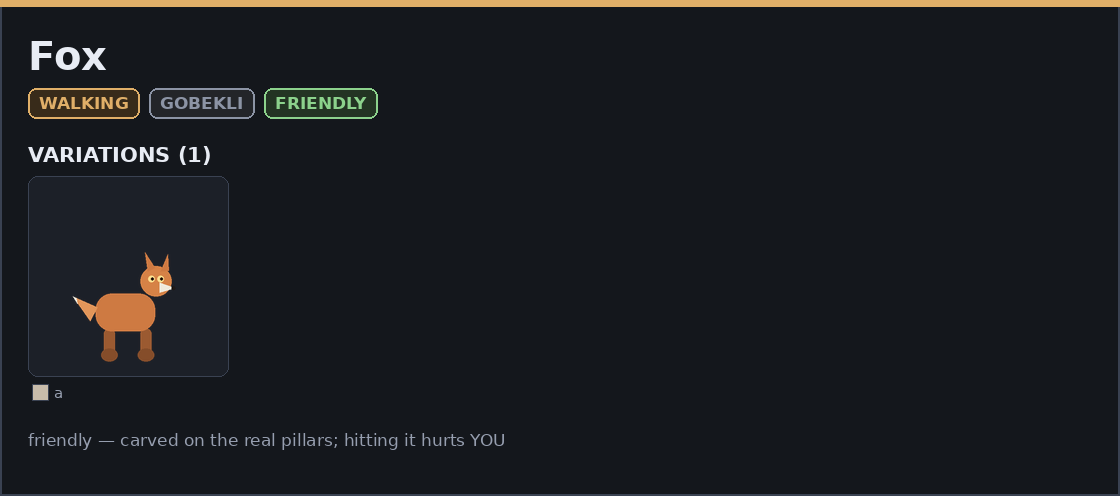 Fox
WALKING GOBEKLI FRIENDLY
VARIATIONS (1)
a
friendly — carved on the real pillars; hitting it hurts YOU